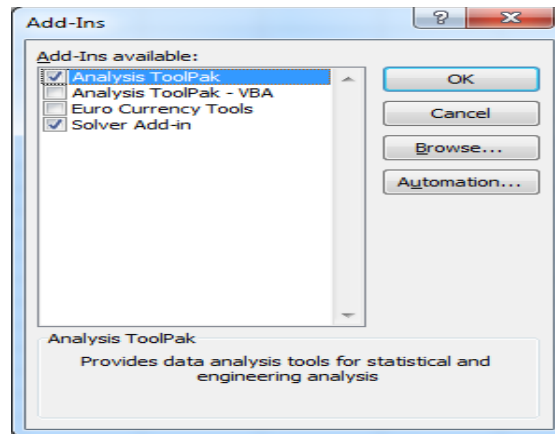 Add-Ins
?
Add-Ins available:
Analysis ToolPak
Analysis ToolPak - VBA
Euro Currency Tools
Solver Add-in
OK
Cancel
Browse...
Automation...
Analysis ToolPak
Provides data analysis tools for statistical and
engineering analysis